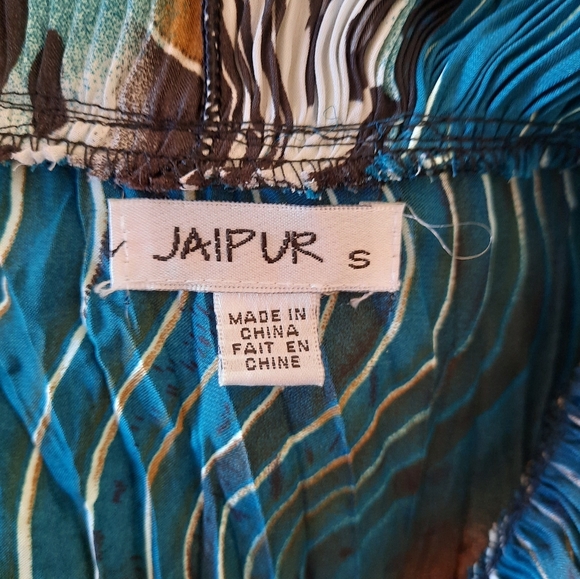 JAIPUR S
MADE IN
CHINA
FAIT EN
CHINE